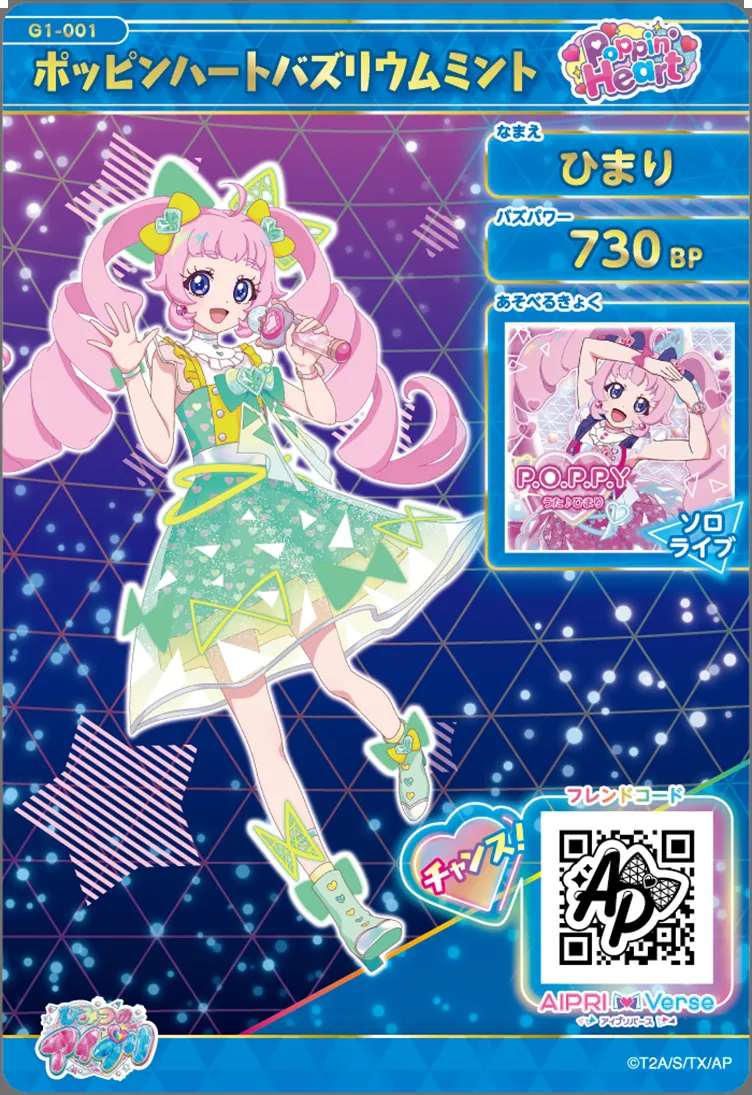 G1-001
ポッピンハートバズリウムミント
Poppin' Heart
なまえ
ひまり
バズパワー
730 BP
あそべるきょく
P.O.P.P.Y
うた♪ひまり
ソロ
ライブ
フレンドコード
チャンス!
AP
AIPRI Verse
アイプリバース
ひみつの
アイプリ
©T2A/S/TX/AP